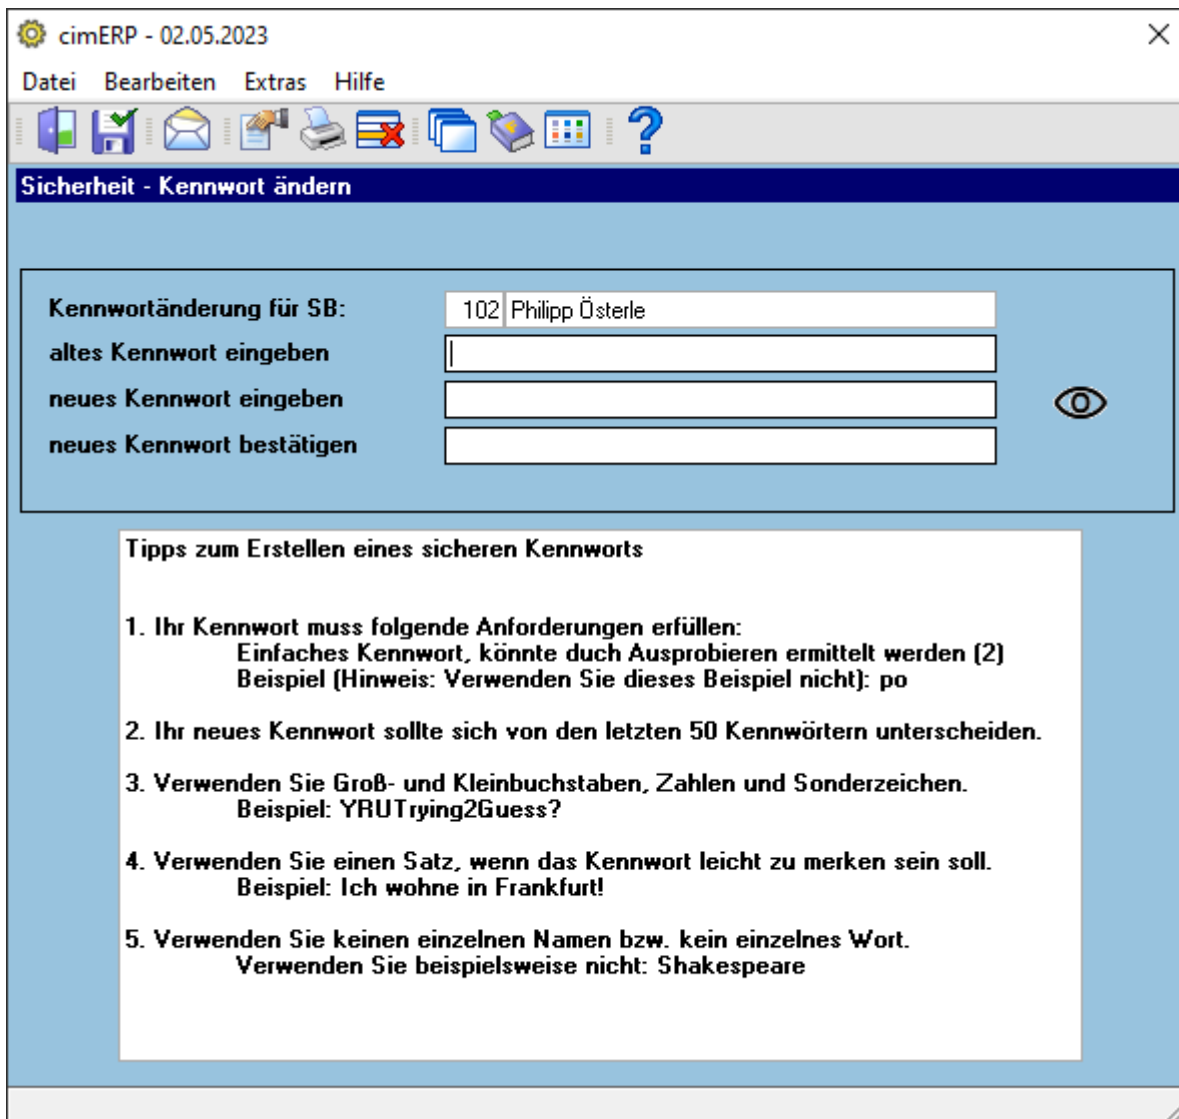 cimERP - 02.05.2023
Datei Bearbeiten Extras Hilfe
Sicherheit - Kennwort ändern
Kennwortänderung für SB: 102 Philipp Österle
altes Kennwort eingeben
neues Kennwort eingeben
neues Kennwort bestätigen
Tipps zum Erstellen eines sicheren Kennworts
1. Ihr Kennwort muss folgende Anforderungen erfüllen:
Einfaches Kennwort, könnte duch Ausprobieren ermittelt werden (2)
Beispiel (Hinweis: Verwenden Sie dieses Beispiel nicht): po
2. Ihr neues Kennwort sollte sich von den letzten 50 Kennwörtern unterscheiden.
3. Verwenden Sie Groß- und Kleinbuchstaben, Zahlen und Sonderzeichen.
Beispiel: YRUTrying2Guess?
4. Verwenden Sie einen Satz, wenn das Kennwort leicht zu merken sein soll.
Beispiel: Ich wohne in Frankfurt!
5. Verwenden Sie keinen einzelnen Namen bzw. kein einzelnes Wort.
Verwenden Sie beispielsweise nicht: Shakespeare